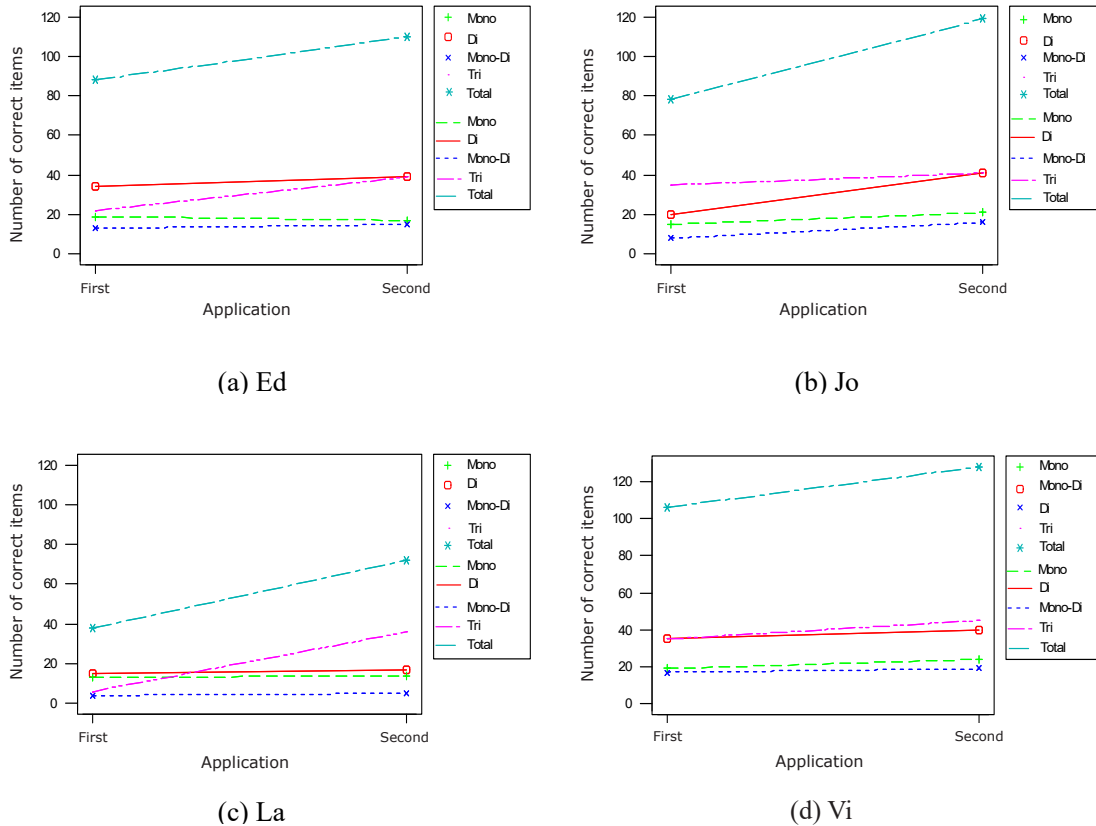 120
100
80
60
40
20
0
Number of correct items
First
Second
Application
Mono
Di
Mono-Di
Tri
Total
Mono
Di
Mono-Di
Tri
Total
(a) Ed
120
100
80
60
40
20
0
Number of correct items
First
Second
Application
Mono
Di
Mono-Di
Tri
Total
Mono
Di
Mono-Di
Tri
Total
(b) Jo
120
100
80
60
40
20
0
Number of correct items
First
Second
Application
Mono
Di
Mono-Di
Tri
Total
Mono
Di
Mono-Di
Tri
Total
(c) La
120
100
80
60
40
20
0
Number of correct items
First
Second
Application
Mono
Mono-Di
Di
Tri
Total
Mono
Di
Mono-Di
Tri
Total
(d) Vi